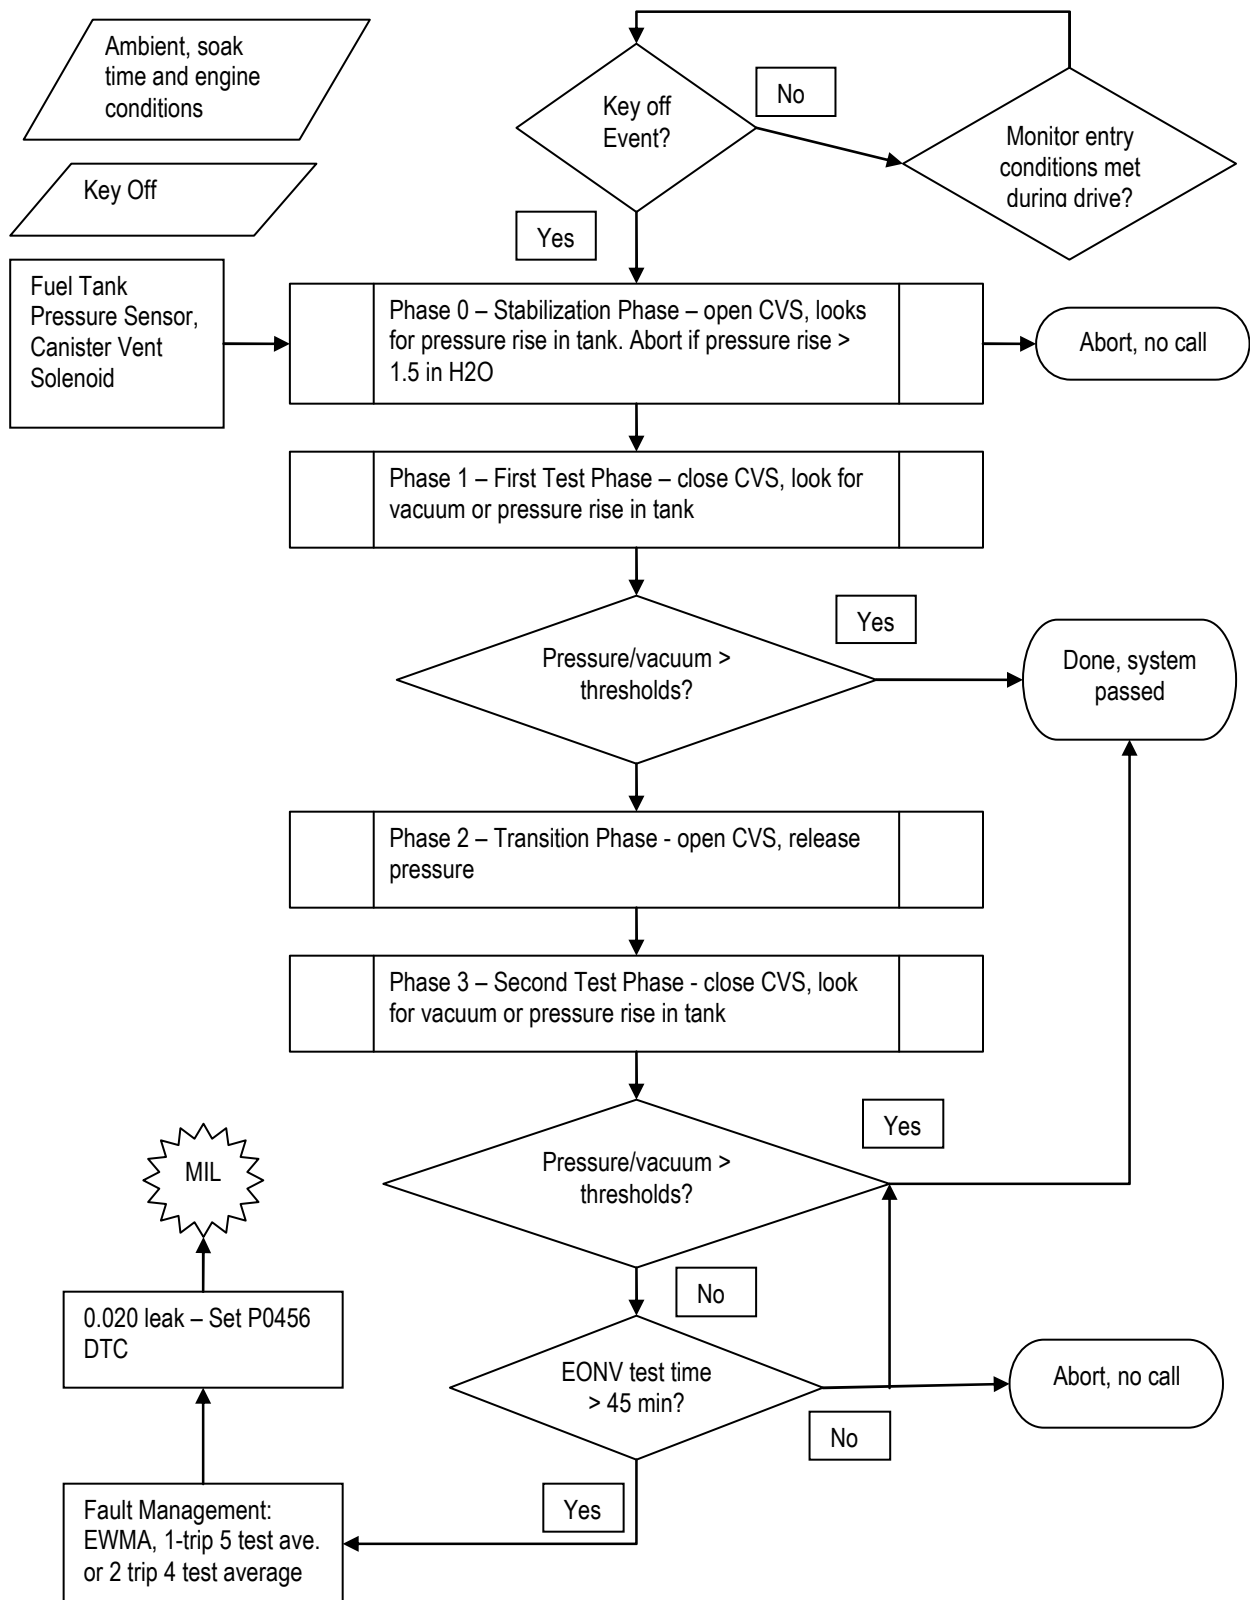 Ambient, soak
time and engine
conditions
Key Off
Fuel Tank
Pressure Sensor,
Canister Vent
Solenoid
Key off
Event?
No
Monitor entry
conditions met
during drive?
Yes
Phase 0 – Stabilization Phase – open CVS, looks
for pressure rise in tank. Abort if pressure rise >
1.5 in H2O
Abort, no call
Phase 1 – First Test Phase – close CVS, look for
vacuum or pressure rise in tank
Pressure/vacuum >
thresholds?
Yes
Done, system
passed
Phase 2 – Transition Phase - open CVS, release
pressure
Phase 3 – Second Test Phase - close CVS, look
for vacuum or pressure rise in tank
Pressure/vacuum >
thresholds?
Yes
No
EONV test time
> 45 min?
No
Abort, no call
Yes
MIL
0.020 leak – Set P0456
DTC
Fault Management:
EWMA, 1-trip 5 test ave.
or 2 trip 4 test average